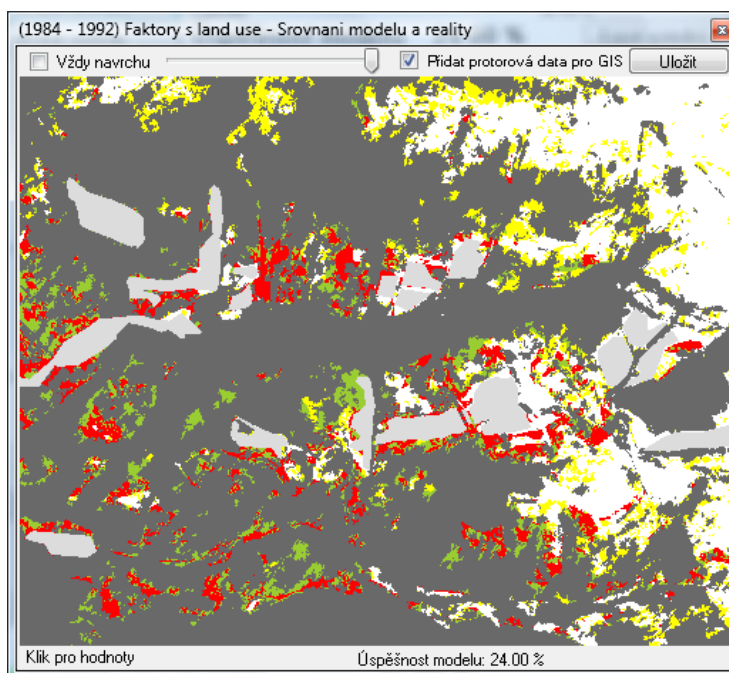 (1984 - 1992) Faktory s land use - Srovnani modelu a reality
Vždy navrchu Přidat protorová data pro GIS Uložit
Klik pro hodnoty Úspěšnost modelu: 24.00 %